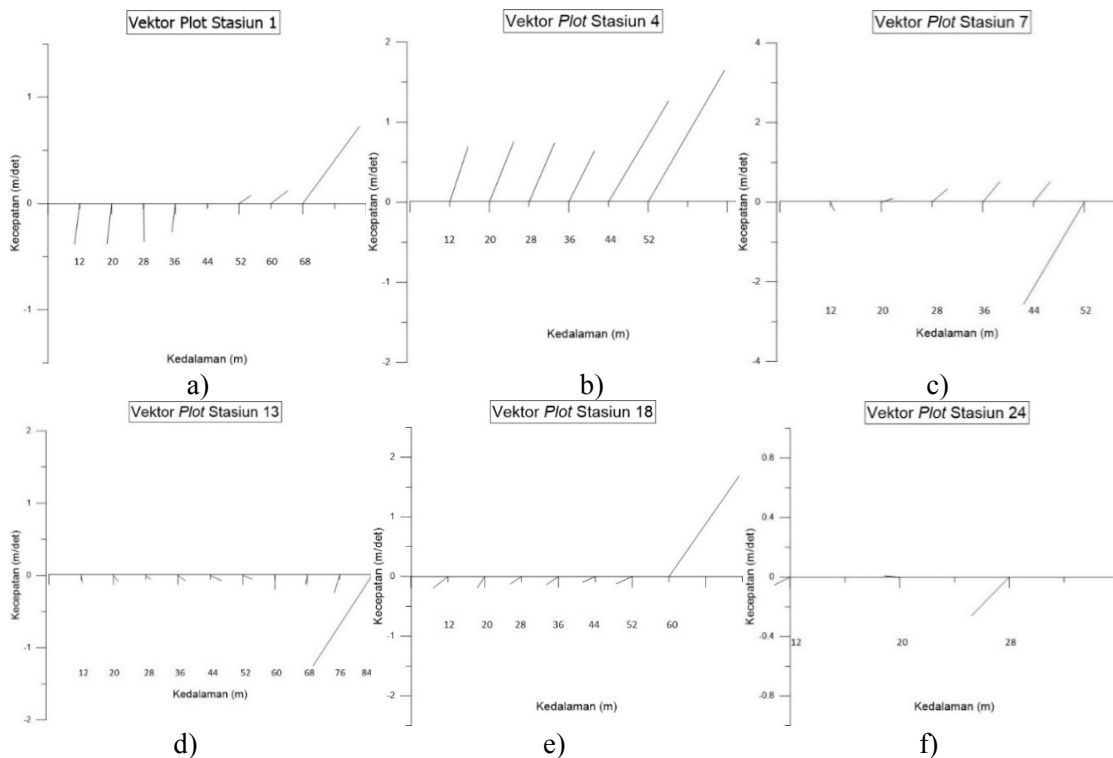 Vektor Plot Stasiun 1
Kecepatan (m/det)
1
0
-1
12 20 28 36 44 52 60 68
Kedalaman (m)
a)
Vektor Plot Stasiun 4
Kecepatan (m/det)
2
1
0
-1
-2
12 20 28 36 44 52
Kedalaman (m)
b)
Vektor Plot Stasiun 7
Kecepatan (m/det)
4
2
0
-2
-4
12 20 28 36 44 52
Kedalaman (m)
c)
Vektor Plot Stasiun 13
Kecepatan (m/det)
2
1
0
-1
-2
12 20 28 36 44 52 60 68 76 84
Kedalaman (m)
d)
Vektor Plot Stasiun 18
Kecepatan (m/det)
2
1
0
-1
-2
12 20 28 36 44 52 60
Kedalaman (m)
e)
Vektor Plot Stasiun 24
Kecepatan (m/det)
0.8
0.4
0
-0.4
-0.8
12 20 28
Kedalaman (m)
f)